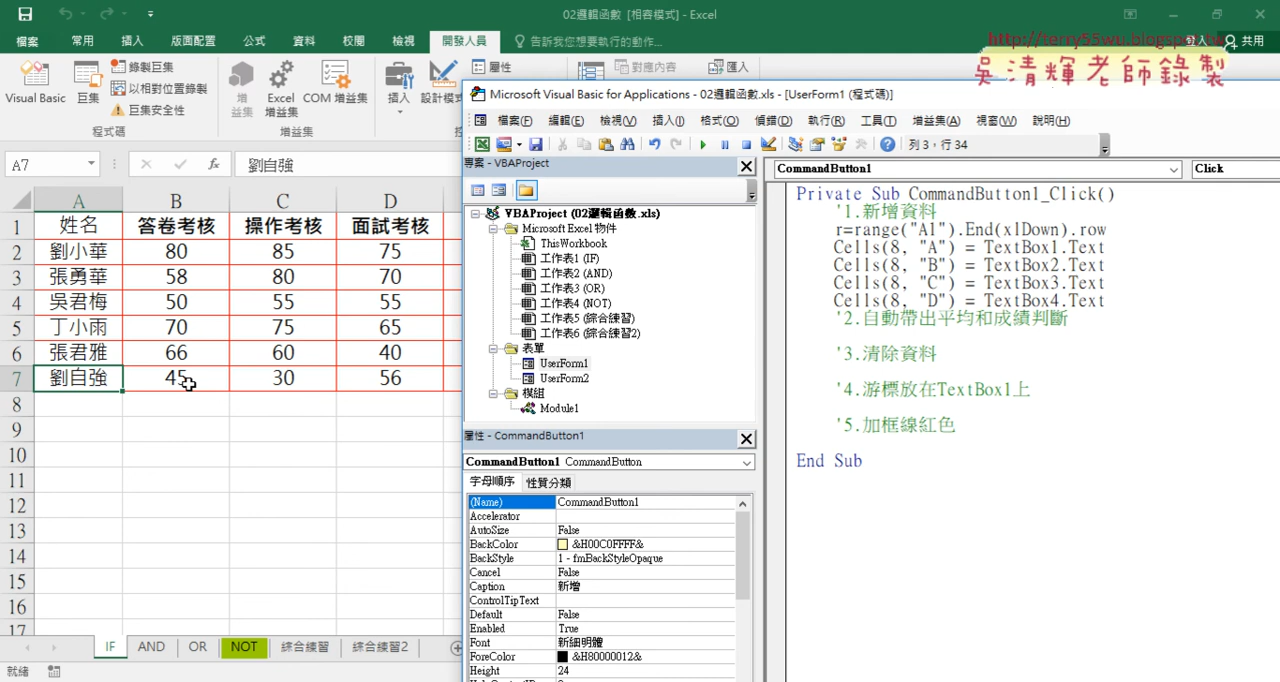 02邏輯函數 [相容模式] - Excel
http://terry55wu.blogspot.tw
登入 共用
吳清輝老師錄製
檔案 常用 插入 版面配置 公式 資料 校閱 檢視 開發人員 告訴我您想要執行的動作...
Visual Basic 巨集 錄製巨集 以相對位置錄製 巨集安全性
增益集 Excel 增益集 COM 增益集 插入 設計模式 屬性 對應內容 匯入
程式碼 增益集
A7 fx 劉自強
A B C D
1 姓名 答卷考核 操作考核 面試考核
2 劉小華 80 85 75
3 張勇華 58 80 70
4 吳君梅 50 55 55
5 丁小雨 70 75 65
6 張君雅 66 60 40
7 劉自強 45 30 56
8
9
10
11
12
13
14
15
16
17
IF AND OR NOT 綜合練習 綜合練習2
就緒
Microsoft Visual Basic for Applications - 02邏輯函數.xls - [UserForm1 (程式碼)]
檔案(F) 編輯(E) 檢視(V) 插入(I) 格式(O) 偵錯(D) 執行(R) 工具(T) 增益集(A) 視窗(W) 說明(H)
列 3，行 34
專案 - VBAProject
VBAProject (02邏輯函數.xls)
Microsoft Excel 物件
ThisWorkbook
工作表1 (IF)
工作表2 (AND)
工作表3 (OR)
工作表4 (NOT)
工作表5 (綜合練習)
工作表6 (綜合練習2)
表單
UserForm1
UserForm2
模組
Module1
屬性 - CommandButton1
CommandButton1 CommandButton
字母順序 性質分類
(Name) CommandButton1
Accelerator
AutoSize False
BackColor &H00C0FFFF&
BackStyle 1 - fmBackStyleOpaque
Cancel False
Caption 新增
ControlTipText
Default False
Enabled True
Font 新細明體
ForeColor &H80000012&
Height 24
CommandButton1 Click
Private Sub CommandButton1_Click()
'1.新增資料
r=range("A1").End(xlDown).row
Cells(8, "A") = TextBox1.Text
Cells(8, "B") = TextBox2.Text
Cells(8, "C") = TextBox3.Text
Cells(8, "D") = TextBox4.Text
'2.自動帶出平均和成績判斷
'3.清除資料
'4.游標放在TextBox1上
'5.加框線紅色
End Sub